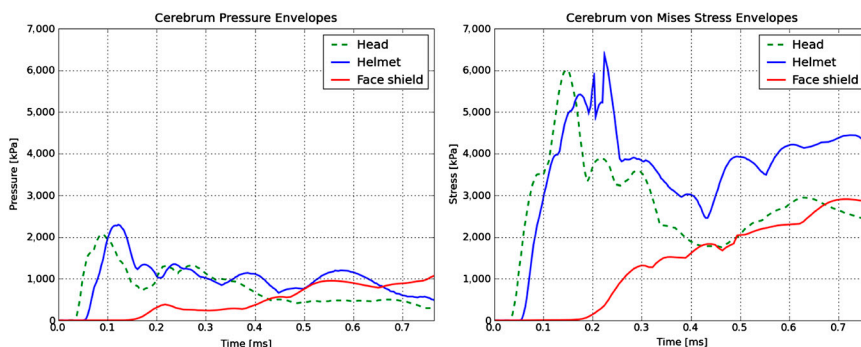 Cerebrum Pressure Envelopes
7,000
6,000
5,000
4,000
3,000
2,000
1,000
0
Pressure [kPa]
Head
Helmet
Face shield
0.0 0.1 0.2 0.3 0.4 0.5 0.6 0.7
Time [ms]
Cerebrum von Mises Stress Envelopes
7,000
6,000
5,000
4,000
3,000
2,000
1,000
0
Stress [kPa]
Head
Helmet
Face shield
0.0 0.1 0.2 0.3 0.4 0.5 0.6 0.7
Time [ms]